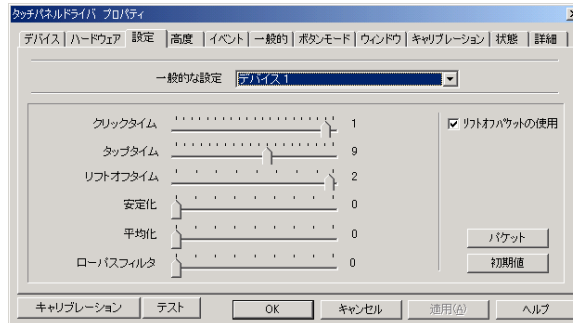 タッチパネルドライバ プロパティ
デバイス ハードウェア 設定 高度 イベント 一般的 ボタンモード ウィンドウ キャリブレーション 状態 詳細
一般的な設定 デバイス 1
クリックタイム 1 リフトオフパケットの使用
タップタイム 9
リフトオフタイム 2
安定化 0
平均化 0 パケット
ローパスフィルタ 0 初期値
キャリブレーション テスト OK キャンセル 適用(A) ヘルプ